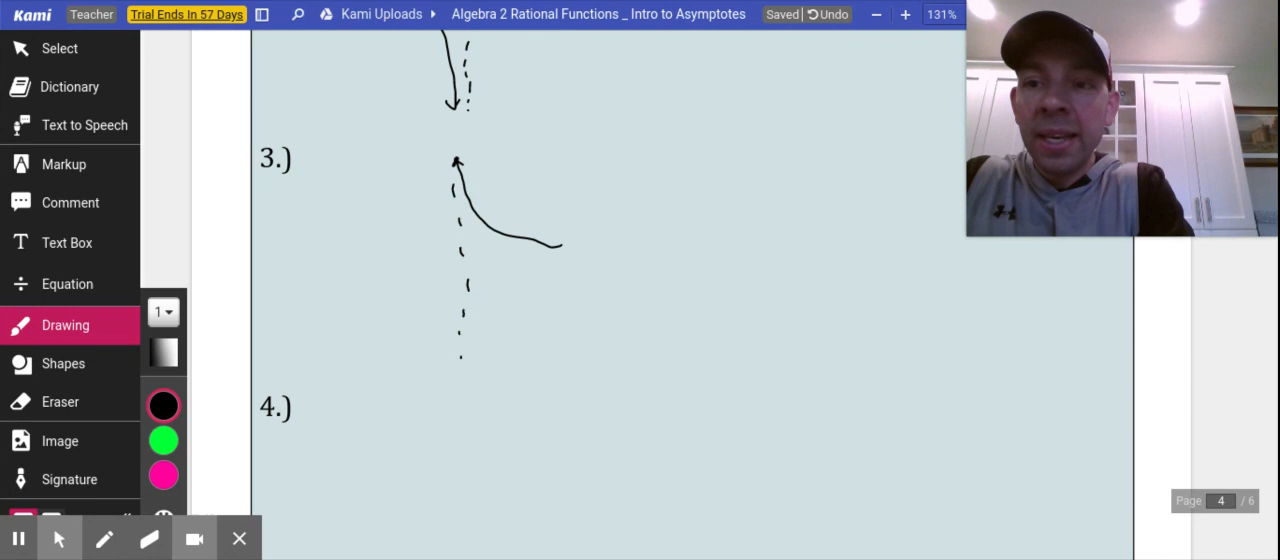 Kami Teacher Trial Ends In 57 Days Kami Uploads Algebra 2 Rational Functions _ Intro to Asymptotes Saved Undo 131%
Select
Dictionary
Text to Speech
Markup
Comment
Text Box
Equation
Drawing
Shapes
Eraser
Image
Signature
1
3.)
4.)
Page 4 / 6